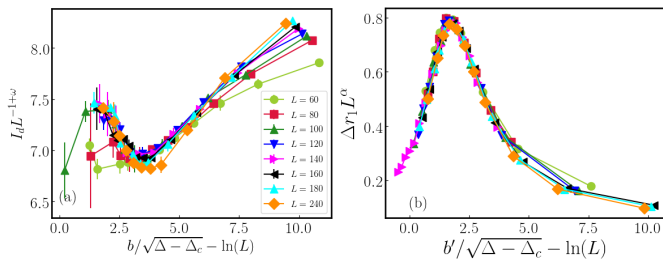 8.0
7.5
7.0
6.5
I_d L^{-1+ω}
(a)
L = 60
L = 80
L = 100
L = 120
L = 140
L = 160
L = 180
L = 240
0.0 2.5 5.0 7.5 10.0
b/√Δ − Δ_c − ln(L)
0.8
0.6
0.4
0.2
Δr_1 L^α
(b)
0.0 2.5 5.0 7.5 10.0
b′/√Δ − Δ_c − ln(L)